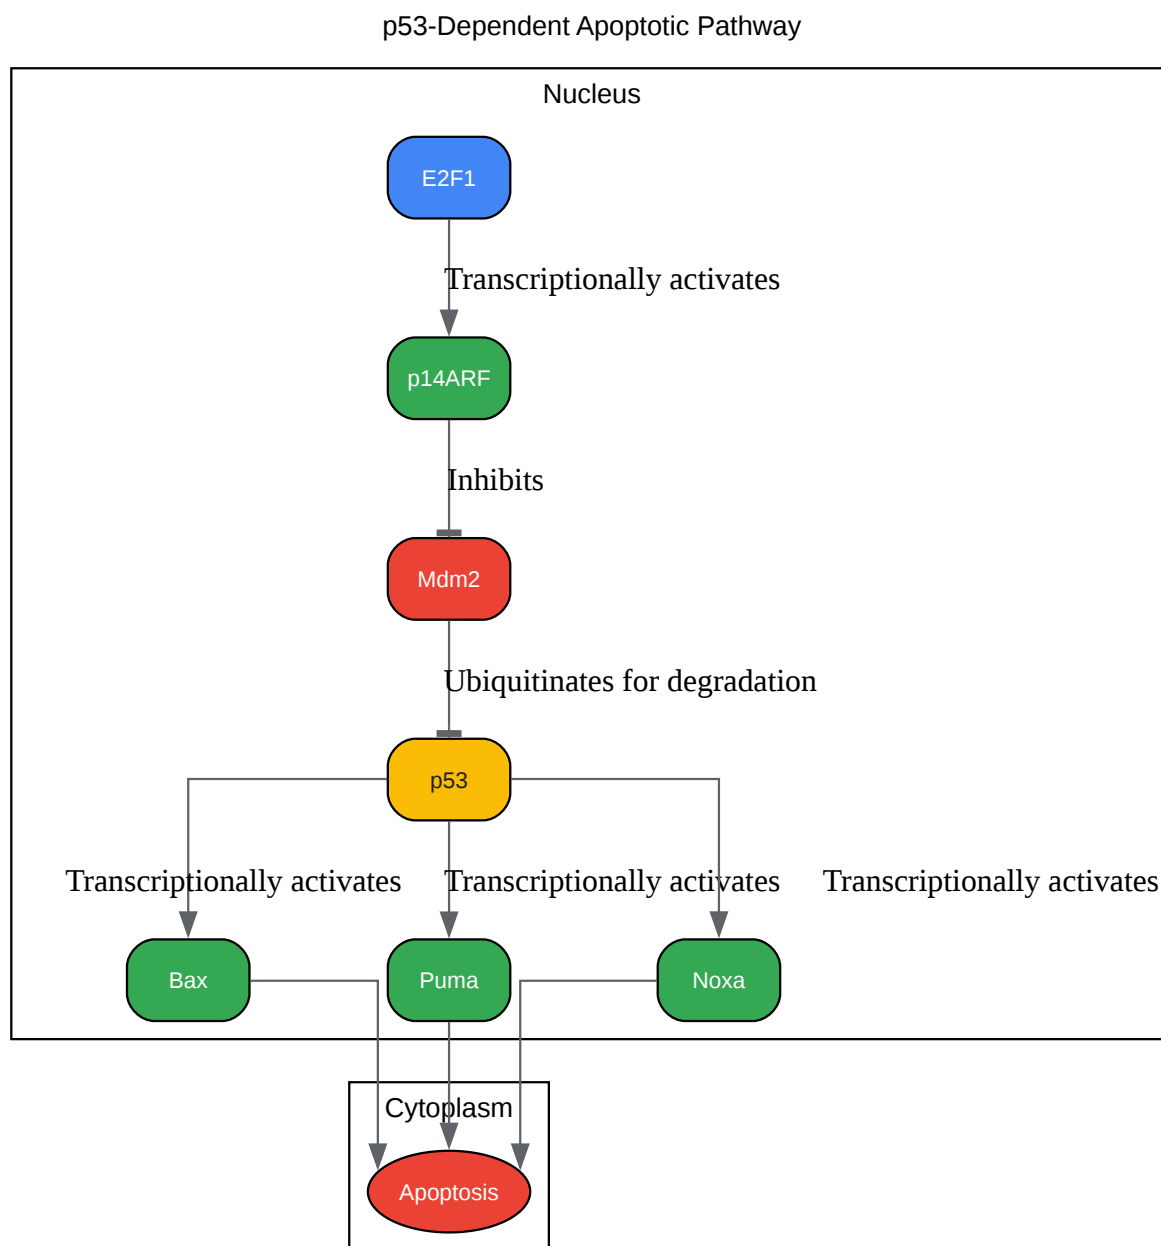 p53-Dependent Apoptotic Pathway
Nucleus
E2F1
Transcriptionally activates
p14ARF
Inhibits
Mdm2
Ubiquitinates for degradation
p53
Transcriptionally activates
Transcriptionally activates
Transcriptionally activates
Bax
Puma
Noxa
Cytoplasm
Apoptosis